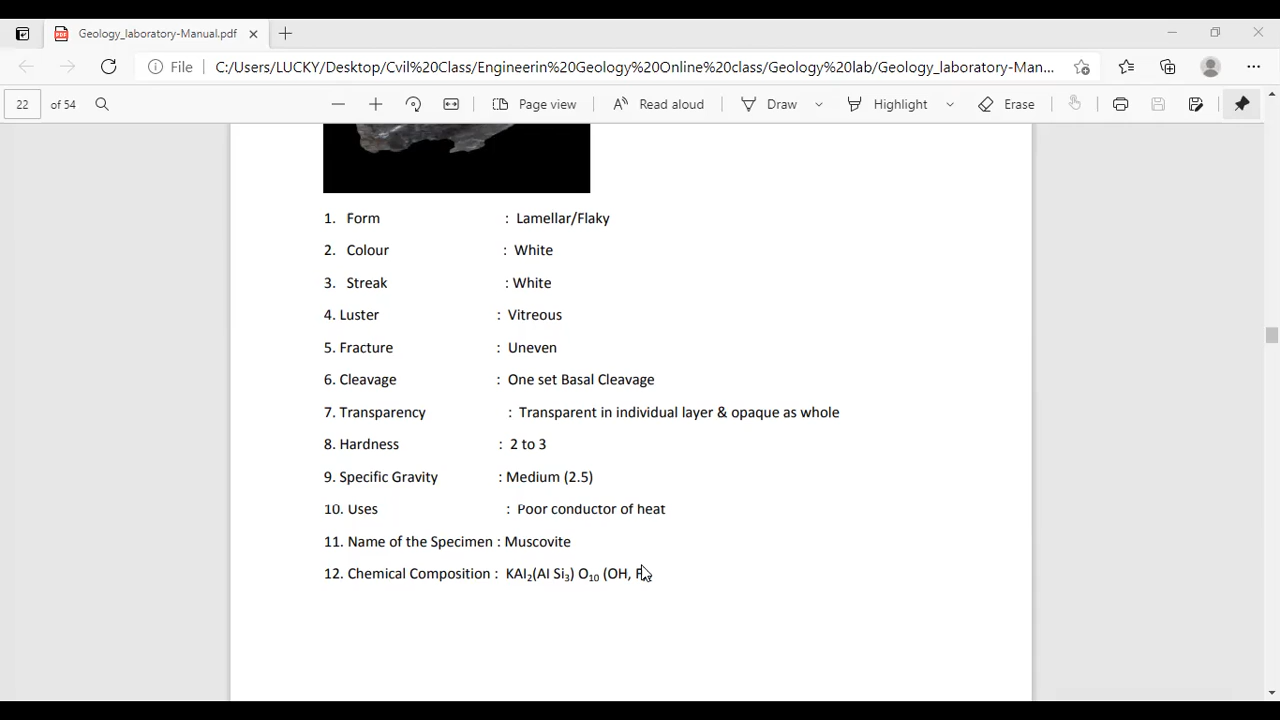 Geology_laboratory-Manual.pdf
File C:/Users/LUCKY/Desktop/Cvil%20Class/Engineerin%20Geology%20Online%20class/Geology%20lab/Geology_laboratory-Man...
22 of 54 Page view Read aloud Draw Highlight Erase
1. Form : Lamellar/Flaky
2. Colour : White
3. Streak : White
4. Luster : Vitreous
5. Fracture : Uneven
6. Cleavage : One set Basal Cleavage
7. Transparency : Transparent in individual layer & opaque as whole
8. Hardness : 2 to 3
9. Specific Gravity : Medium (2.5)
10. Uses : Poor conductor of heat
11. Name of the Specimen : Muscovite
12. Chemical Composition : KAl₂(Al Si₃) O₁₀ (OH,